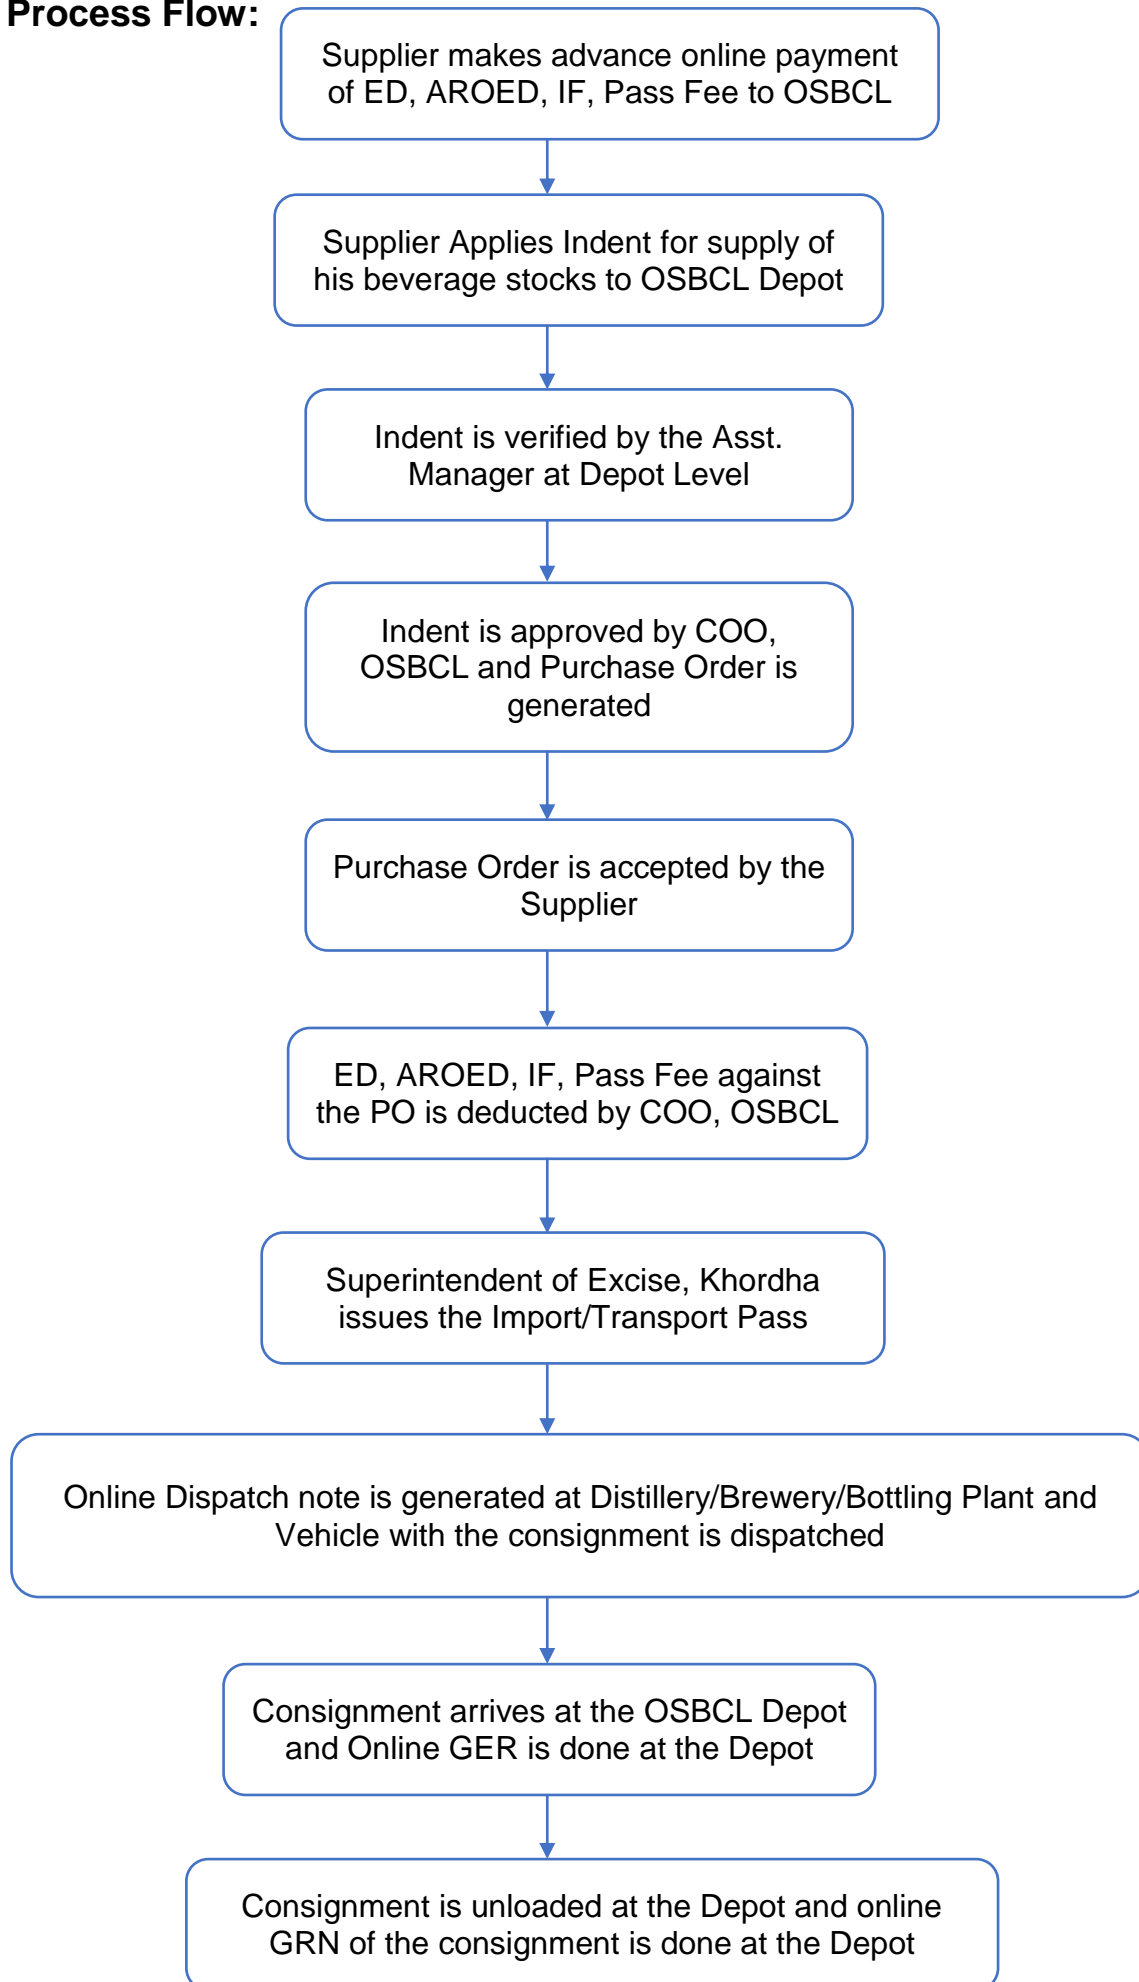 Process Flow:
Supplier makes advance online payment
of ED, AROED, IF, Pass Fee to OSBCL
Supplier Applies Indent for supply of
his beverage stocks to OSBCL Depot
Indent is verified by the Asst.
Manager at Depot Level
Indent is approved by COO,
OSBCL and Purchase Order is
generated
Purchase Order is accepted by the
Supplier
ED, AROED, IF, Pass Fee against
the PO is deducted by COO, OSBCL
Superintendent of Excise, Khordha
issues the Import/Transport Pass
Online Dispatch note is generated at Distillery/Brewery/Bottling Plant and
Vehicle with the consignment is dispatched
Consignment arrives at the OSBCL Depot
and Online GER is done at the Depot
Consignment is unloaded at the Depot and online
GRN of the consignment is done at the Depot